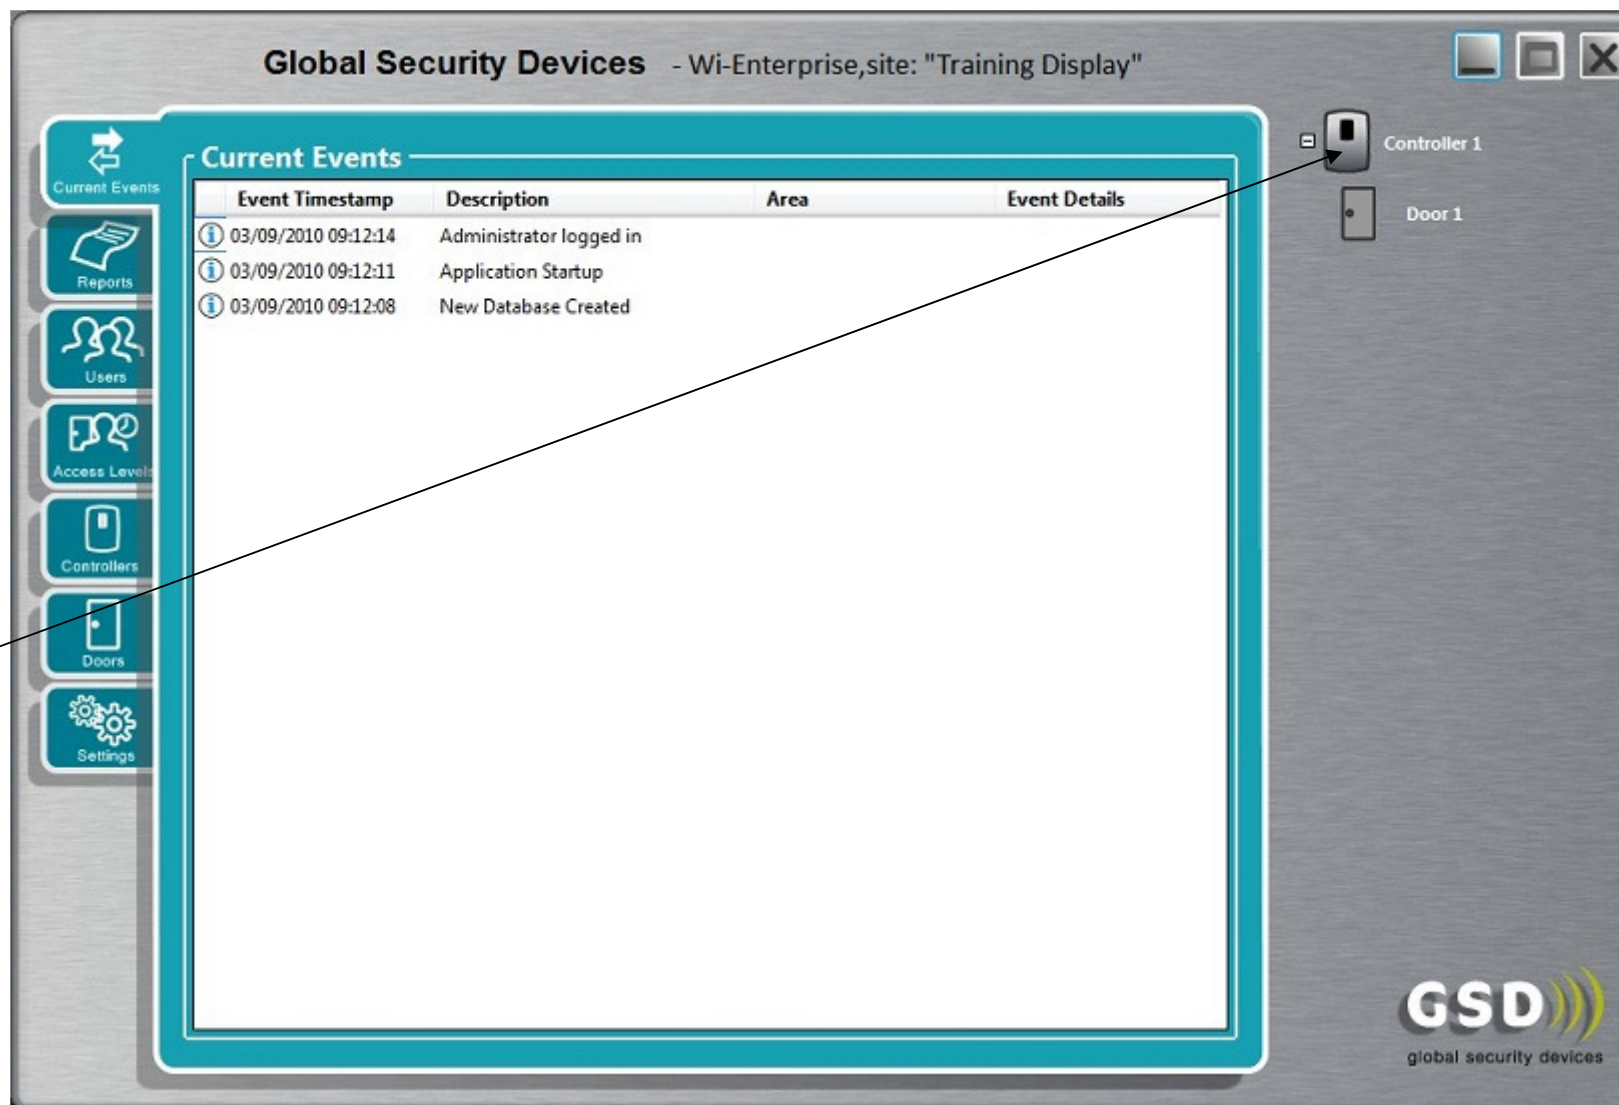 Global Security Devices - Wi-Enterprise,site: "Training Display"
Current Events
Reports
Users
Access Levels
Controllers
Doors
Settings
Current Events
Event Timestamp Description Area Event Details
03/09/2010 09:12:14 Administrator logged in
03/09/2010 09:12:11 Application Startup
03/09/2010 09:12:08 New Database Created
Controller 1
Door 1
GSD
global security devices